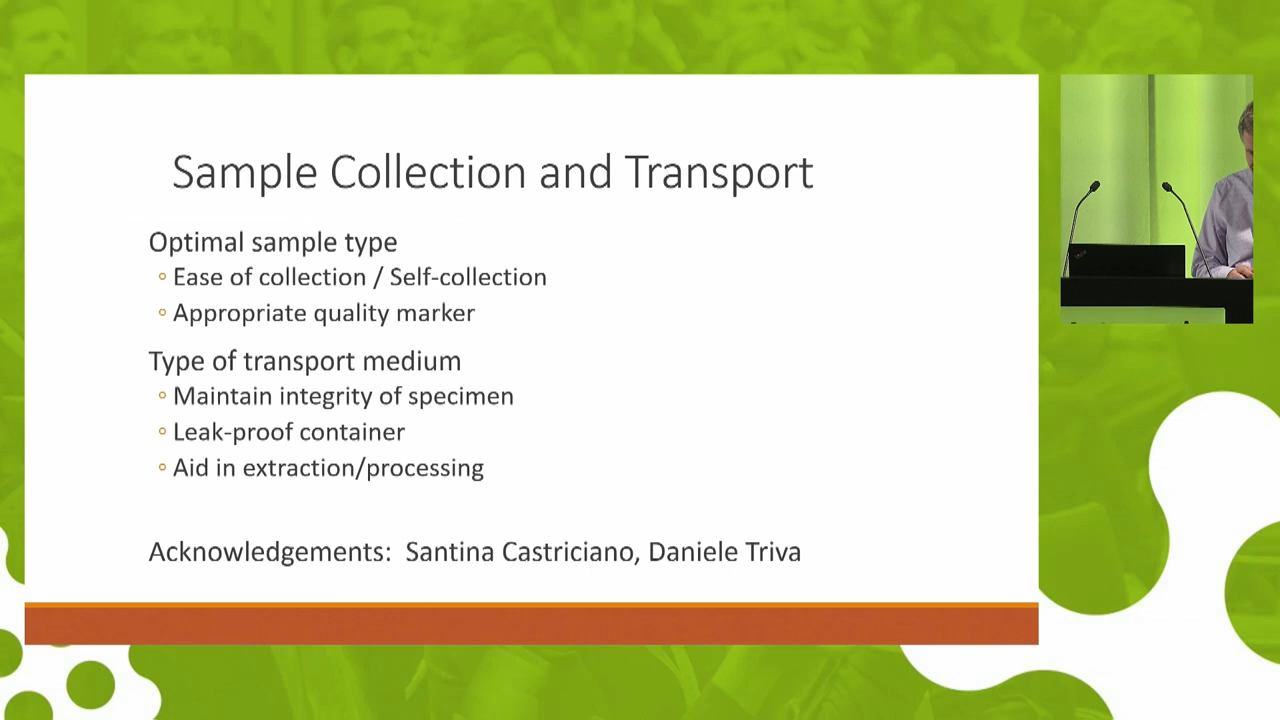 Sample Collection and Transport
Optimal sample type
◦ Ease of collection / Self-collection
◦ Appropriate quality marker
Type of transport medium
◦ Maintain integrity of specimen
◦ Leak-proof container
◦ Aid in extraction/processing
Acknowledgements: Santina Castriciano, Daniele Triva